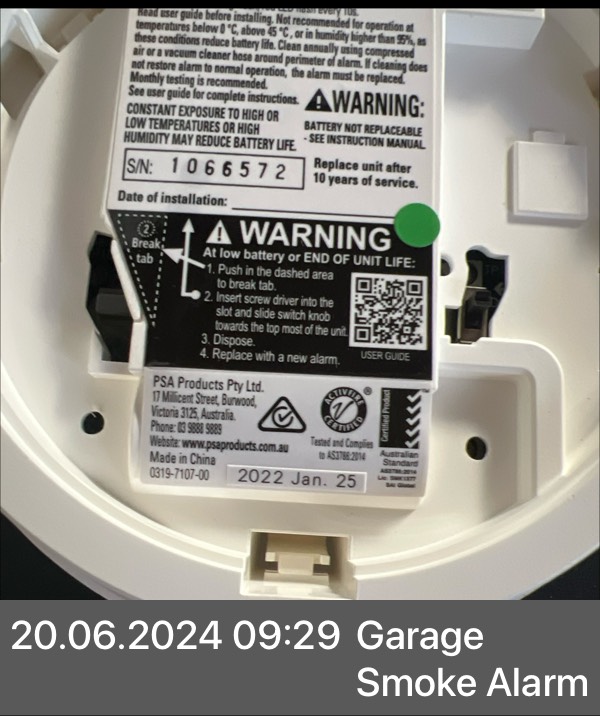 Read user guide before installing. Not recommended for operation at
temperatures below 0 °C, above 45 °C, or in humidity higher than 95%, as
these conditions reduce battery life. Clean annually using compressed
air or a vacuum cleaner hose around perimeter of alarm. If cleaning does
not restore alarm to normal operation, the alarm must be replaced.
Monthly testing is recommended.
See user guide for complete instructions.
CONSTANT EXPOSURE TO HIGH OR
LOW TEMPERATURES OR HIGH
HUMIDITY MAY REDUCE BATTERY LIFE.
WARNING:
BATTERY NOT REPLACEABLE
- SEE INSTRUCTION MANUAL
S/N: 1066572
Replace unit after
10 years of service.
Date of installation:
2
Break
tab
WARNING
At low battery or END OF UNIT LIFE:
1. Push in the dashed area
to break tab.
2. Insert screw driver into the
slot and slide switch knob
towards the top most of the unit.
3. Dispose.
4. Replace with a new alarm.
USER GUIDE
PSA Products Pty Ltd.
17 Millicent Street, Burwood,
Victoria 3125, Australia.
Phone: 03 9888 9889
Website: www.psaproducts.com.au
Made in China
0319-7107-00
2022 Jan. 25
ACTIVFIRE
CERTIFIED
®
Tested and Complies
to AS3786:2014
Certified Product
Australian
Standard
AS3786:2014
20.06.2024 09:29 Garage
Smoke Alarm